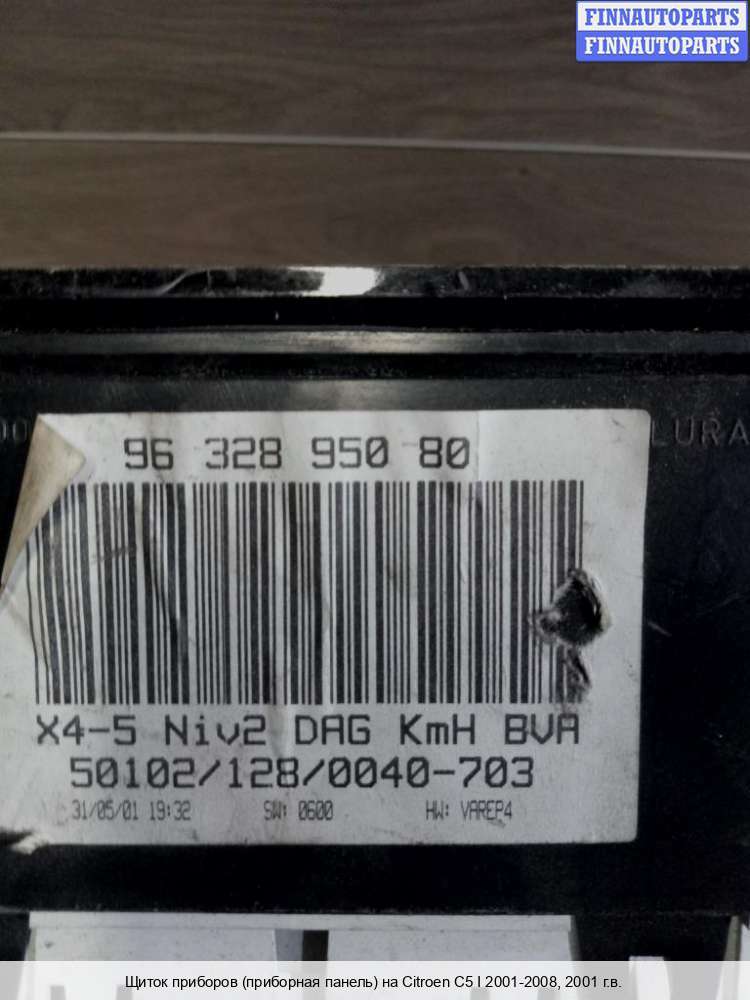 FINNAUTOPARTS
FINNAUTOPARTS
LURA
96 328 950 80
X4-5 Niv2 DAG KmH BVA
50102/128/0040-703
31/05/01 19:32 SW: 0600 HW: VAREP4
Щиток приборов (приборная панель) на Citroen C5 I 2001-2008, 2001 г.в.